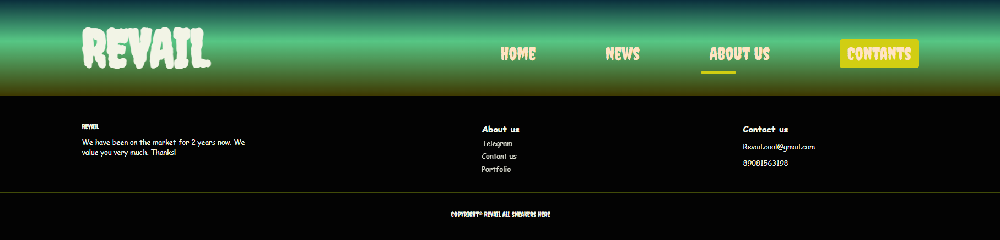 REVAIL
HOME NEWS ABOUT US CONTANTS
REVAIL
We have been on the market for 2 years now. We
value you very much. Thanks!
About us
Telegram
Contant us
Portfolio
Contact us
Revail.cool@gmail.com
89081563198
COPYRIGHT© REVAIL ALL SNEAKERS HERE